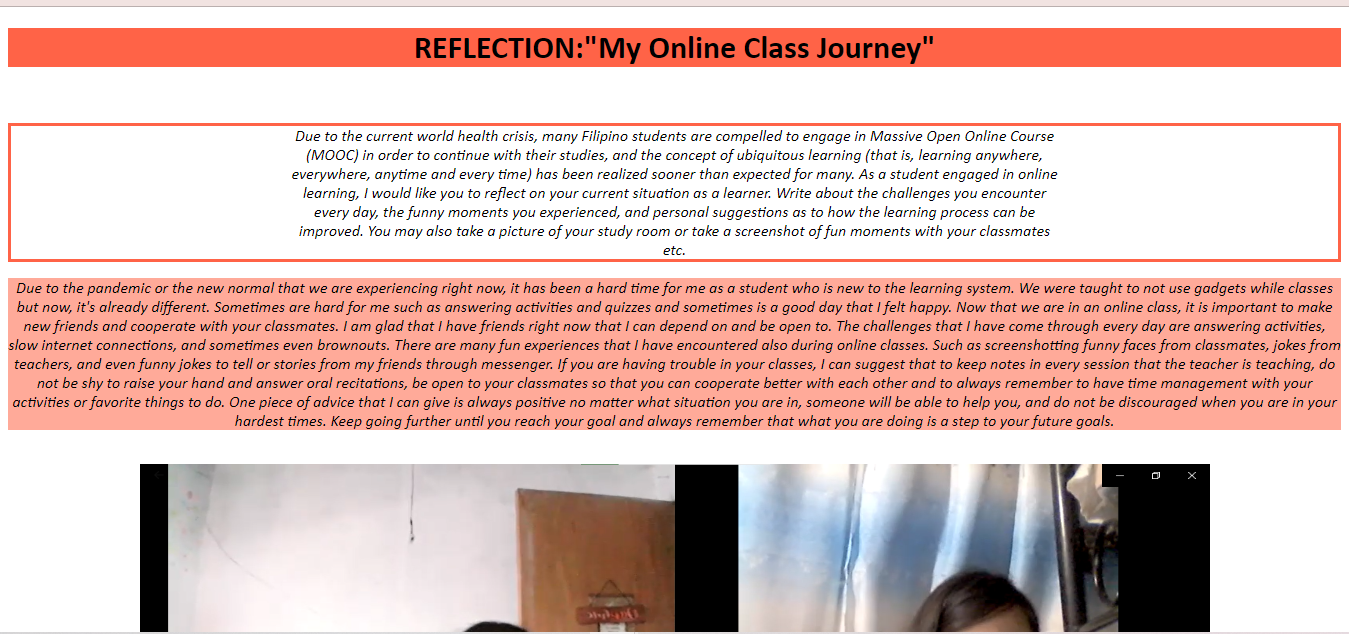 REFLECTION:"My Online Class Journey"
Due to the current world health crisis, many Filipino students are compelled to engage in Massive Open Online Course
(MOOC) in order to continue with their studies, and the concept of ubiquitous learning (that is, learning anywhere,
everywhere, anytime and every time) has been realized sooner than expected for many. As a student engaged in online
learning, I would like you to reflect on your current situation as a learner. Write about the challenges you encounter
every day, the funny moments you experienced, and personal suggestions as to how the learning process can be
improved. You may also take a picture of your study room or take a screenshot of fun moments with your classmates
etc.
Due to the pandemic or the new normal that we are experiencing right now, it has been a hard time for me as a student who is new to the learning system. We were taught to not use gadgets while classes
but now, it's already different. Sometimes are hard for me such as answering activities and quizzes and sometimes is a good day that I felt happy. Now that we are in an online class, it is important to make
new friends and cooperate with your classmates. I am glad that I have friends right now that I can depend on and be open to. The challenges that I have come through every day are answering activities,
slow internet connections, and sometimes even brownouts. There are many fun experiences that I have encountered also during online classes. Such as screenshotting funny faces from classmates, jokes from
teachers, and even funny jokes to tell or stories from my friends through messenger. If you are having trouble in your classes, I can suggest that to keep notes in every session that the teacher is teaching, do
not be shy to raise your hand and answer oral recitations, be open to your classmates so that you can cooperate better with each other and to always remember to have time management with your
activities or favorite things to do. One piece of advice that I can give is always positive no matter what situation you are in, someone will be able to help you, and do not be discouraged when you are in your
hardest times. Keep going further until you reach your goal and always remember that what you are doing is a step to your future goals.